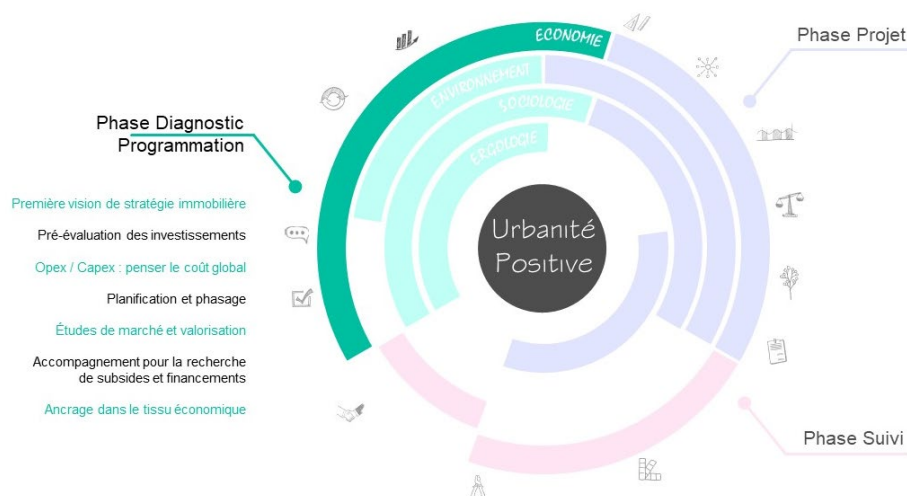 ECONOMIE
ENVIRONNEMENT
SOCIOLOGIE
ERGOLOGIE
Urbanité
Positive
Phase Projet
Phase Diagnostic
Programmation
Première vision de stratégie immobilière
Pré-évaluation des investissements
Opex / Capex : penser le coût global
Planification et phasage
Études de marché et valorisation
Accompagnement pour la recherche
de subsides et financements
Ancrage dans le tissu économique
Phase Suivi